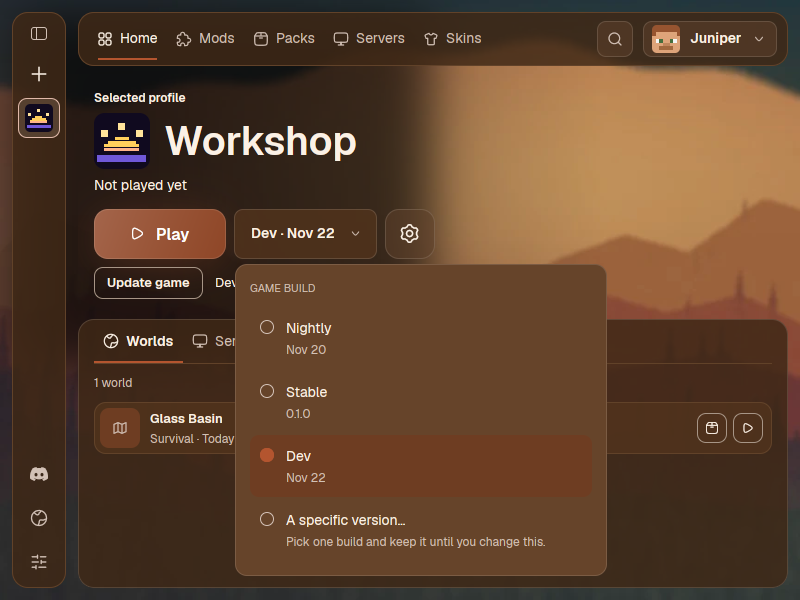 Home
Mods
Packs
Servers
Skins
Juniper
Selected profile
Workshop
Not played yet
Play
Dev · Nov 22
Update game
Dev
GAME BUILD
Nightly
Nov 20
Stable
0.1.0
Dev
Nov 22
A specific version...
Pick one build and keep it until you change this.
Worlds
Ser
1 world
Glass Basin
Survival · Today